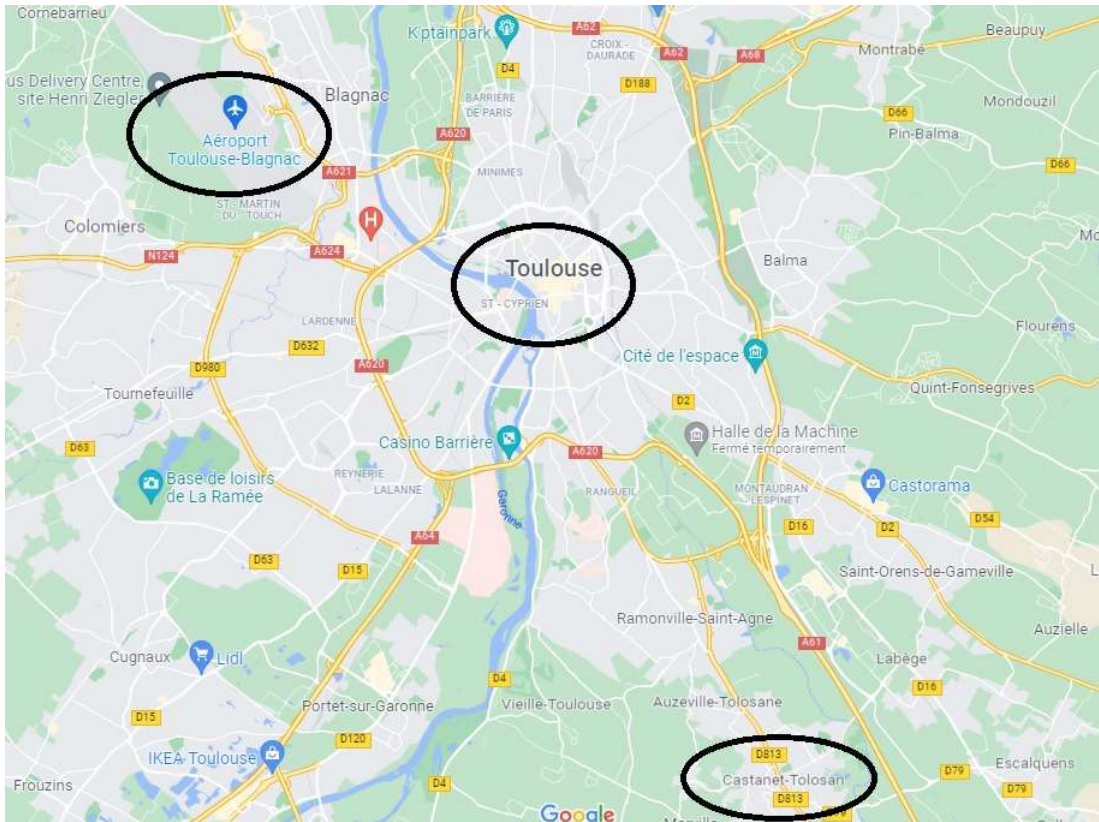 Cornebarrieu
K'ptainpark
A62
CROIX -
DAURADE
A62
A68
Montrabé
Beaupuy
us Delivery Centre,
site Henri Ziegler
Blagnac
D4
D188
BARRIÈRE
DE PARIS
Mondouzil
D66
Pin-Balma
Aéroport
Toulouse-Blagnac
A620
A621
MINIMES
D66
ST - MARTIN
DU TOUCH
Colomiers
N124
A624
H
Toulouse
Balma
ST - CYPRIEN
LARDENNE
D632
D980
A620
Cité de l'espace
Flourens
Tournefeuille
D2
Quint-Fonsegrives
D63
Casino Barrière
A620
Halle de la Machine
Fermé temporairement
Base de loisirs
de La Ramée
REYNERIE
LALANNE
RANGUEIL
MONTAUDRAN -
LESPINET
Castorama
Garonne
A64
D16
D2
D54
D63
D15
Saint-Orens-de-Gameville
Ramonville-Saint-Agne
A61
Auzielle
Cugnaux
Lidl
Labège
D4
D16
Portet-sur-Garonne
Vieille-Toulouse
Auzeville-Tolosane
D15
D120
IKEA Toulouse
D813
Castanet-Tolosan
Escalquens
Frouzins
D4
D79
D79
D813
Google